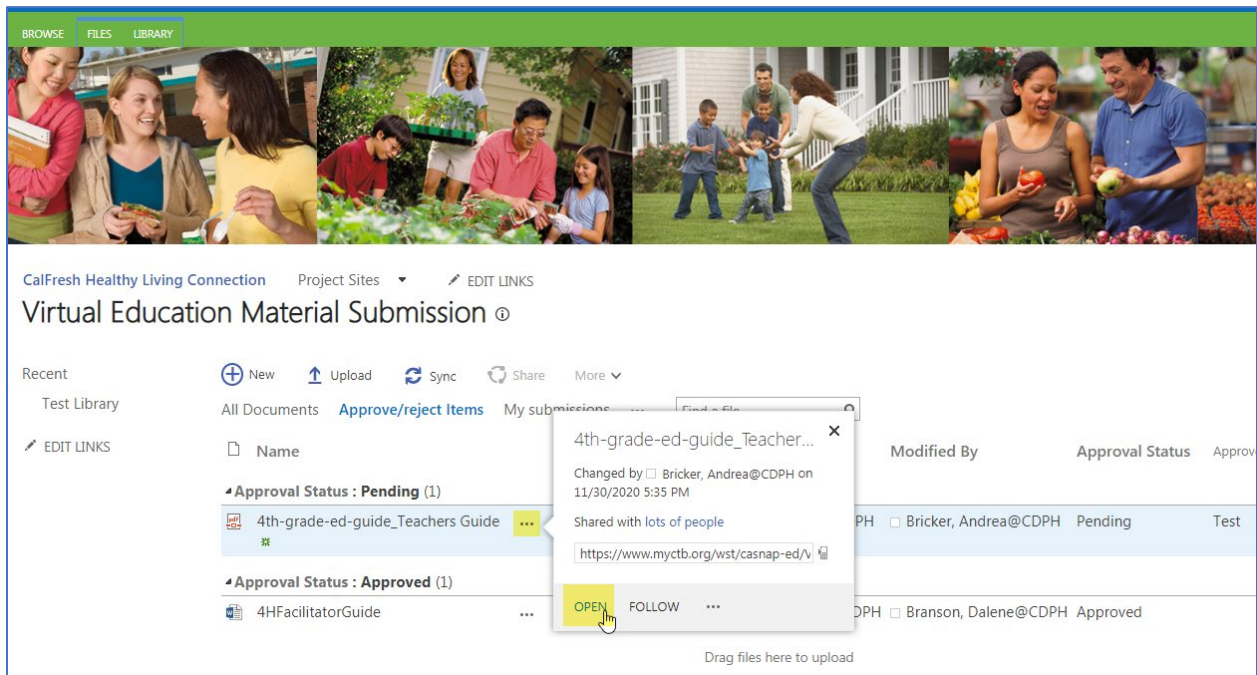 BROWSE FILES LIBRARY
CalFresh Healthy Living Connection Project Sites EDIT LINKS
Virtual Education Material Submission
Recent
Test Library
EDIT LINKS
New Upload Sync Share More
All Documents Approve/reject Items My submissions ... Find a file
Name Modified By Approval Status Approv
Approval Status : Pending (1)
4th-grade-ed-guide_Teachers Guide ... PH Bricker, Andrea@CDPH Pending Test
Approval Status : Approved (1)
4HFacilitatorGuide ... DPH Branson, Dalene@CDPH Approved
Drag files here to upload
4th-grade-ed-guide_Teacher...
Changed by Bricker, Andrea@CDPH on
11/30/2020 5:35 PM
Shared with lots of people
https://www.myctb.org/wst/casnap-ed/V
OPEN FOLLOW ...